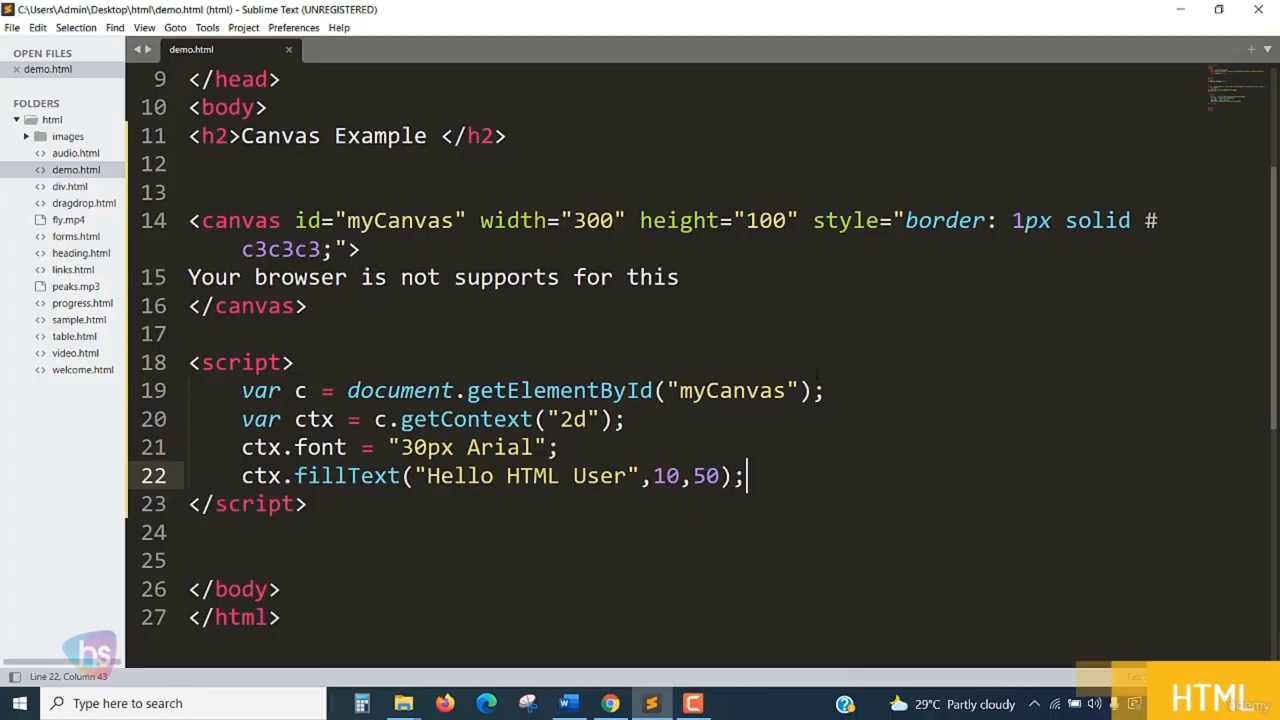 C:\Users\Admin\Desktop\html\demo.html (html) - Sublime Text (UNREGISTERED)
File Edit Selection Find View Goto Tools Project Preferences Help
OPEN FILES
demo.html
FOLDERS
html
images
audio.html
demo.html
div.html
dragdrop.html
fly.mp4
forms.html
heading.html
links.html
peaks.mp3
progress.html
sample.html
table.html
video.html
welcome.html
demo.html
9 </head>
10 <body>
11 <h2>Canvas Example </h2>
12
13
14 <canvas id="myCanvas" width="300" height="100" style="border: 1px solid #
c3c3c3;">
15 Your browser is not supports for this
16 </canvas>
17
18 <script>
19 var c = document.getElementById("myCanvas");
20 var ctx = c.getContext("2d");
21 ctx.font = "30px Arial";
22 ctx.fillText("Hello HTML User",10,50);
23 </script>
24
25
26 </body>
27 </html>
hs
Line 22, Column 43
Type here to search
29°C Partly cloudy
HTML
Udemy